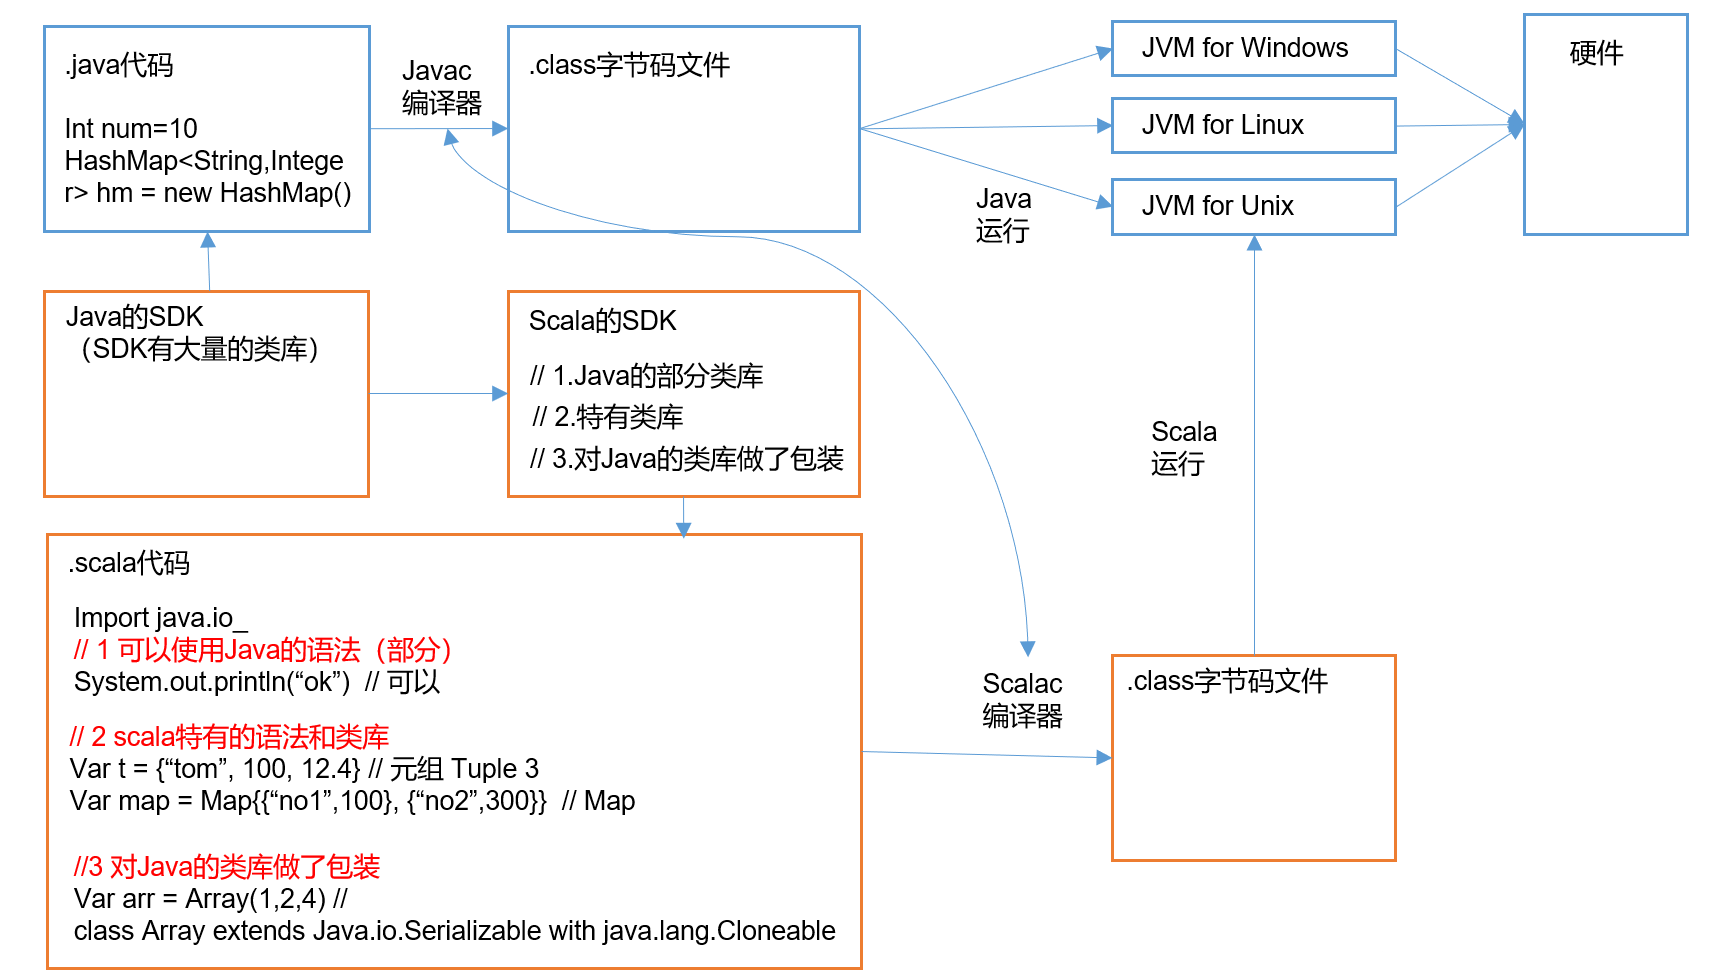 .java代码
Int num=10
HashMap<String,Intege
r> hm = new HashMap()
Javac
编译器
.class字节码文件
JVM for Windows
JVM for Linux
JVM for Unix
Java
运行
硬件
Java的SDK
（SDK有大量的类库）
Scala的SDK
// 1.Java的部分类库
// 2.特有类库
// 3.对Java的类库做了包装
Scala
运行
.scala代码
Import java.io_
// 1 可以使用Java的语法（部分）
System.out.println(“ok”)  // 可以
// 2 scala特有的语法和类库
Var t = {“tom”, 100, 12.4} // 元组 Tuple 3
Var map = Map{{“no1”,100}, {“no2”,300}}  // Map
//3 对Java的类库做了包装
Var arr = Array(1,2,4) //
class Array extends Java.io.Serializable with java.lang.Cloneable
Scalac
编译器
.class字节码文件